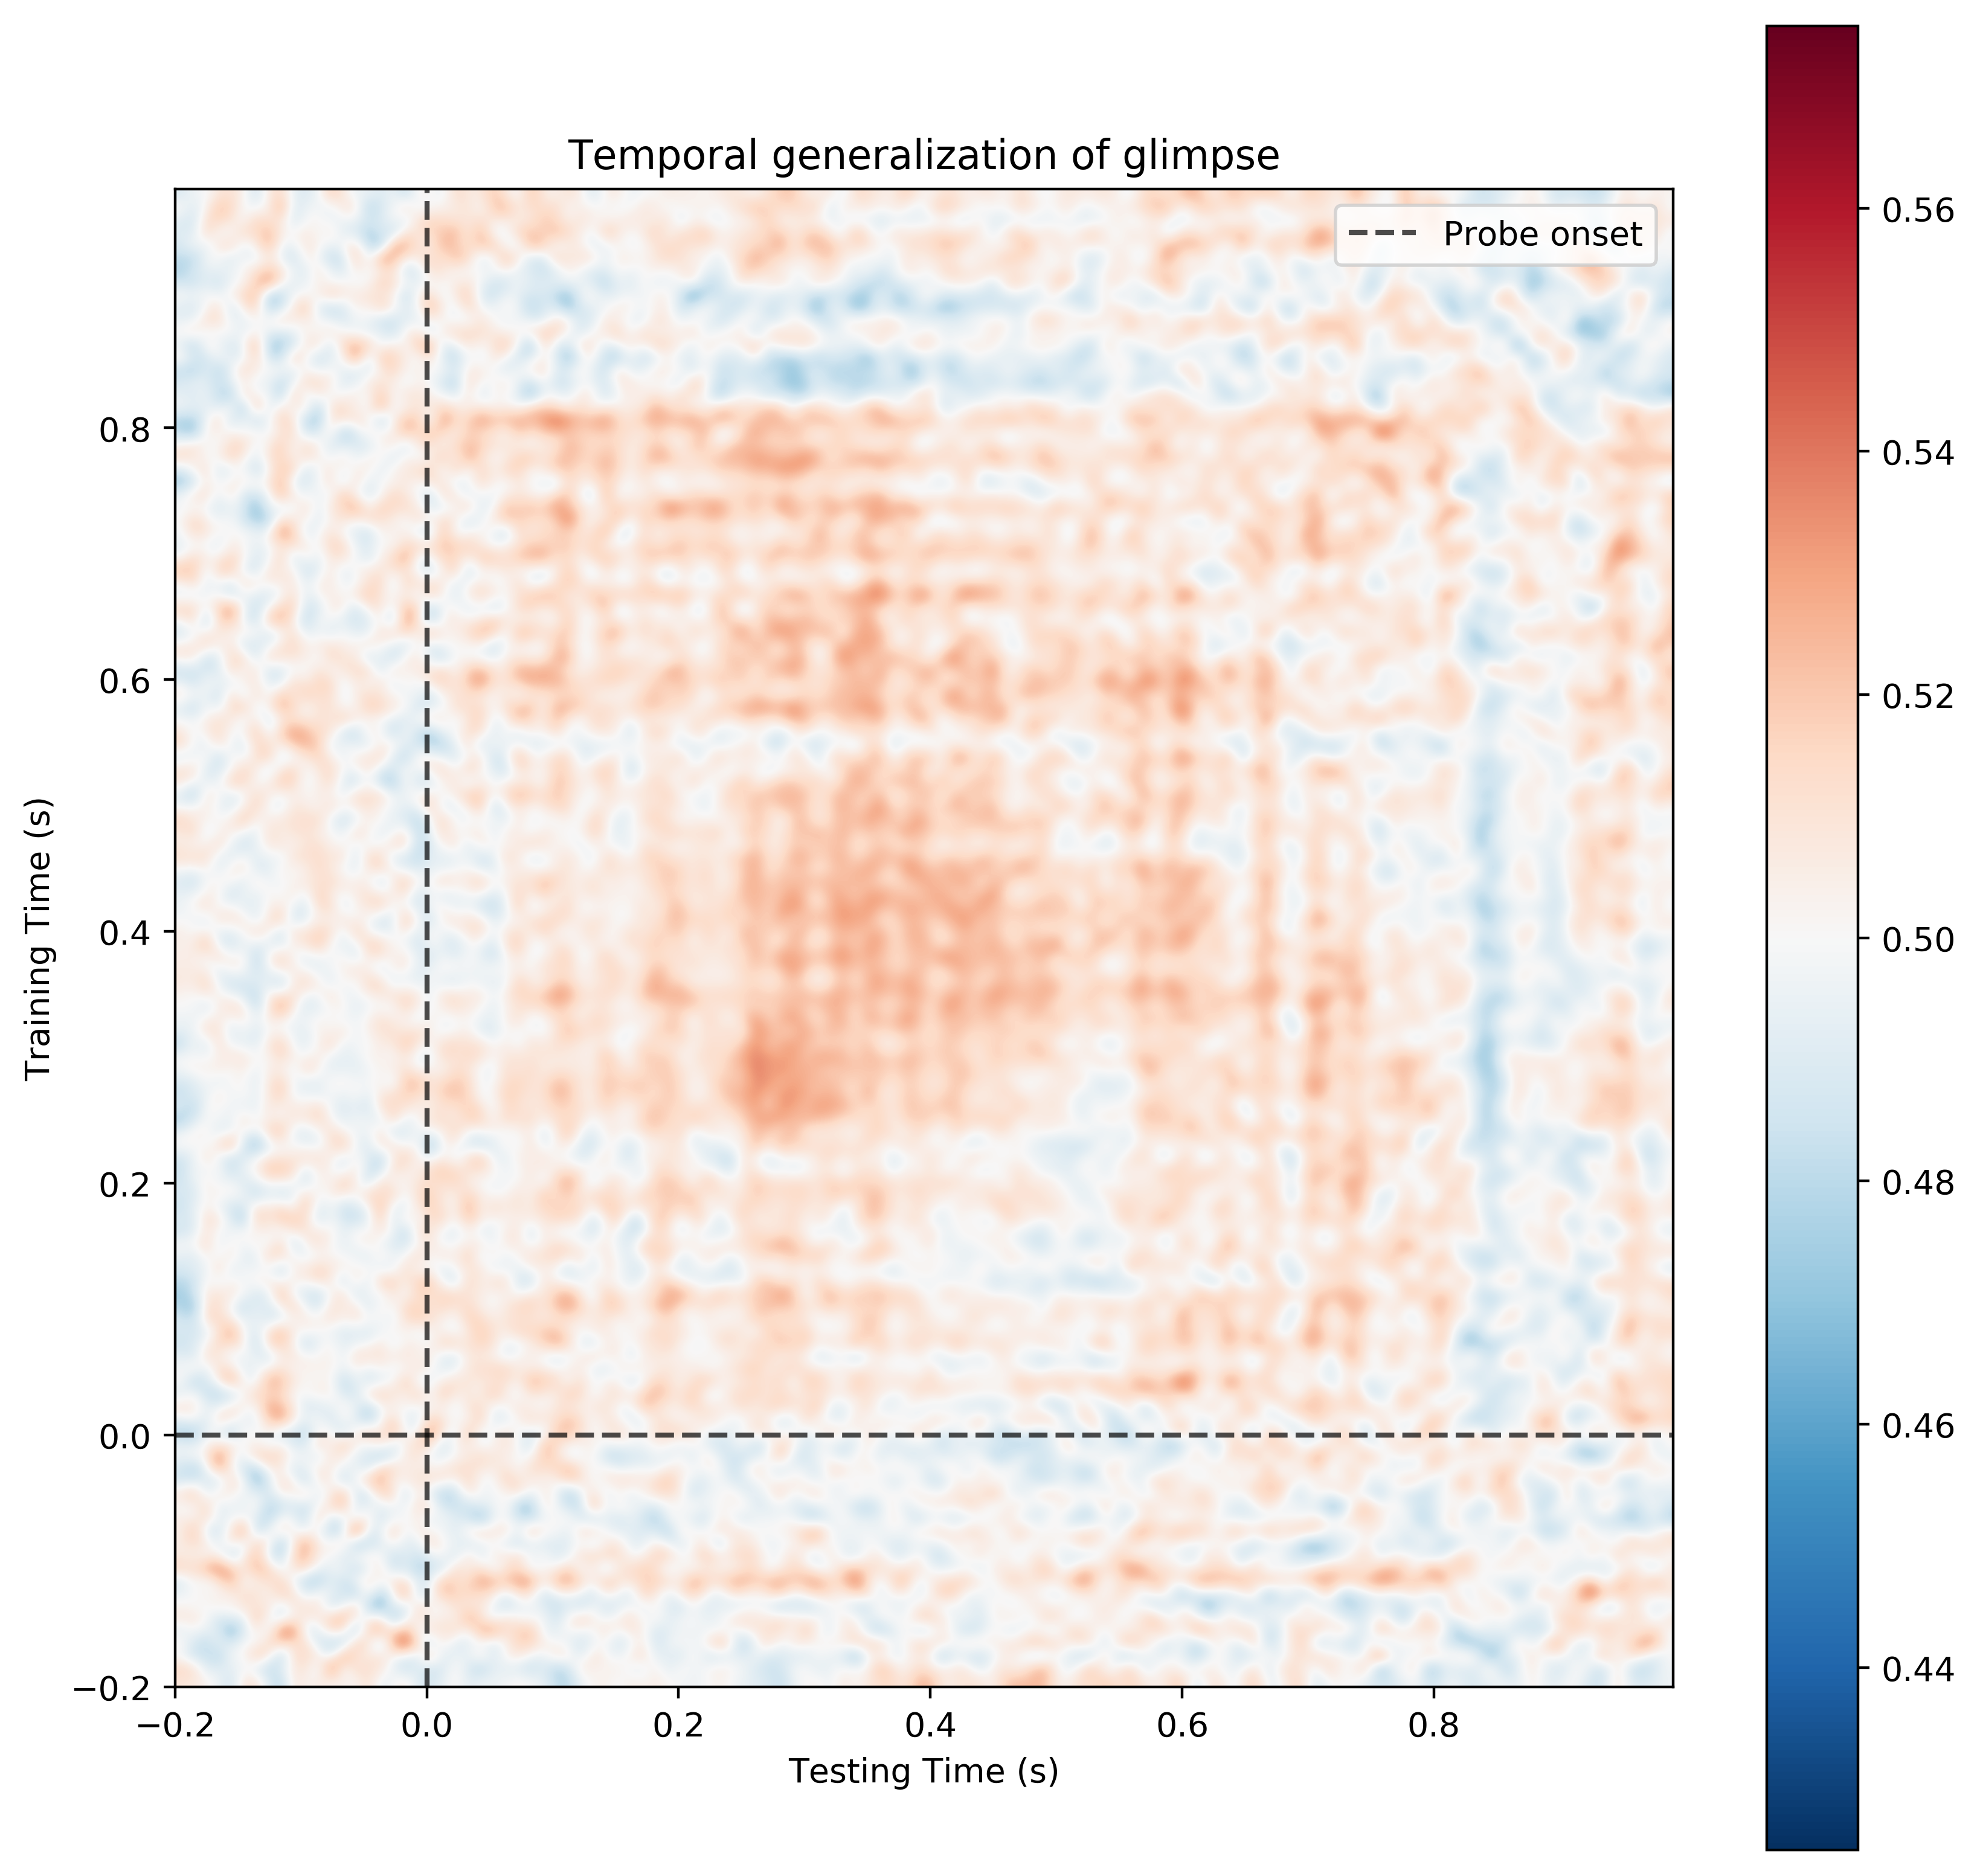 Temporal generalization of glimpse
Probe onset
Training Time (s)
0.8
0.6
0.4
0.2
0.0
−0.2
−0.2 0.0 0.2 0.4 0.6 0.8
Testing Time (s)
0.56
0.54
0.52
0.50
0.48
0.46
0.44